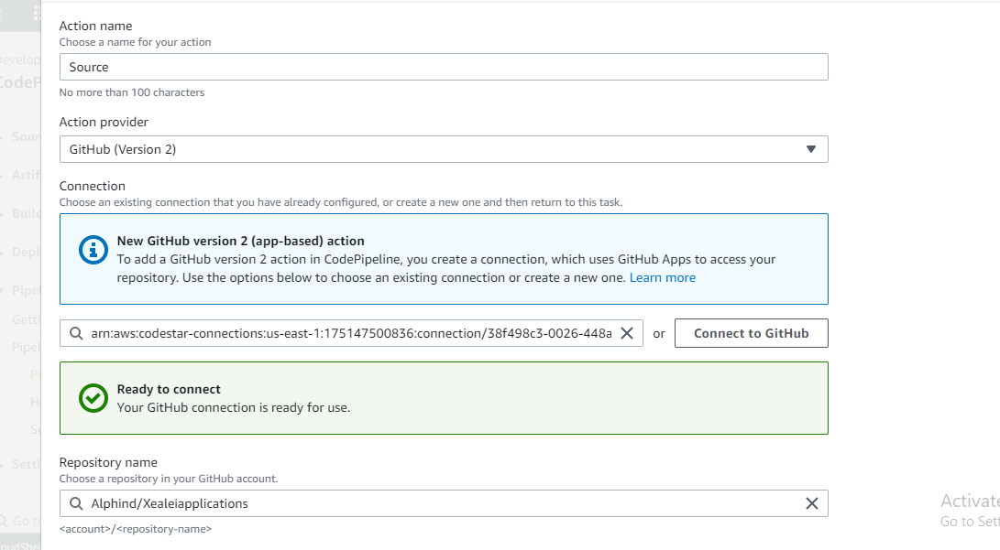 Action name
Choose a name for your action
Source
No more than 100 characters
Action provider
GitHub (Version 2)
Connection
Choose an existing connection that you have already configured, or create a new one and then return to this task.
New GitHub version 2 (app-based) action
To add a GitHub version 2 action in CodePipeline, you create a connection, which uses GitHub Apps to access your
repository. Use the options below to choose an existing connection or create a new one. Learn more
arn:aws:codestar-connections:us-east-1:175147500836:connection/38f498c3-0026-448a
or
Connect to GitHub
Ready to connect
Your GitHub connection is ready for use.
Repository name
Choose a repository in your GitHub account.
Alphind/Xealeiapplications
<account>/<repository-name>
Develop
CodeP
Sour
Artif
Build
Depl
Pipel
Getti
Pipel
Pi
Hi
Se
Setti
Go to
loudShel
Activate
Go to Sett